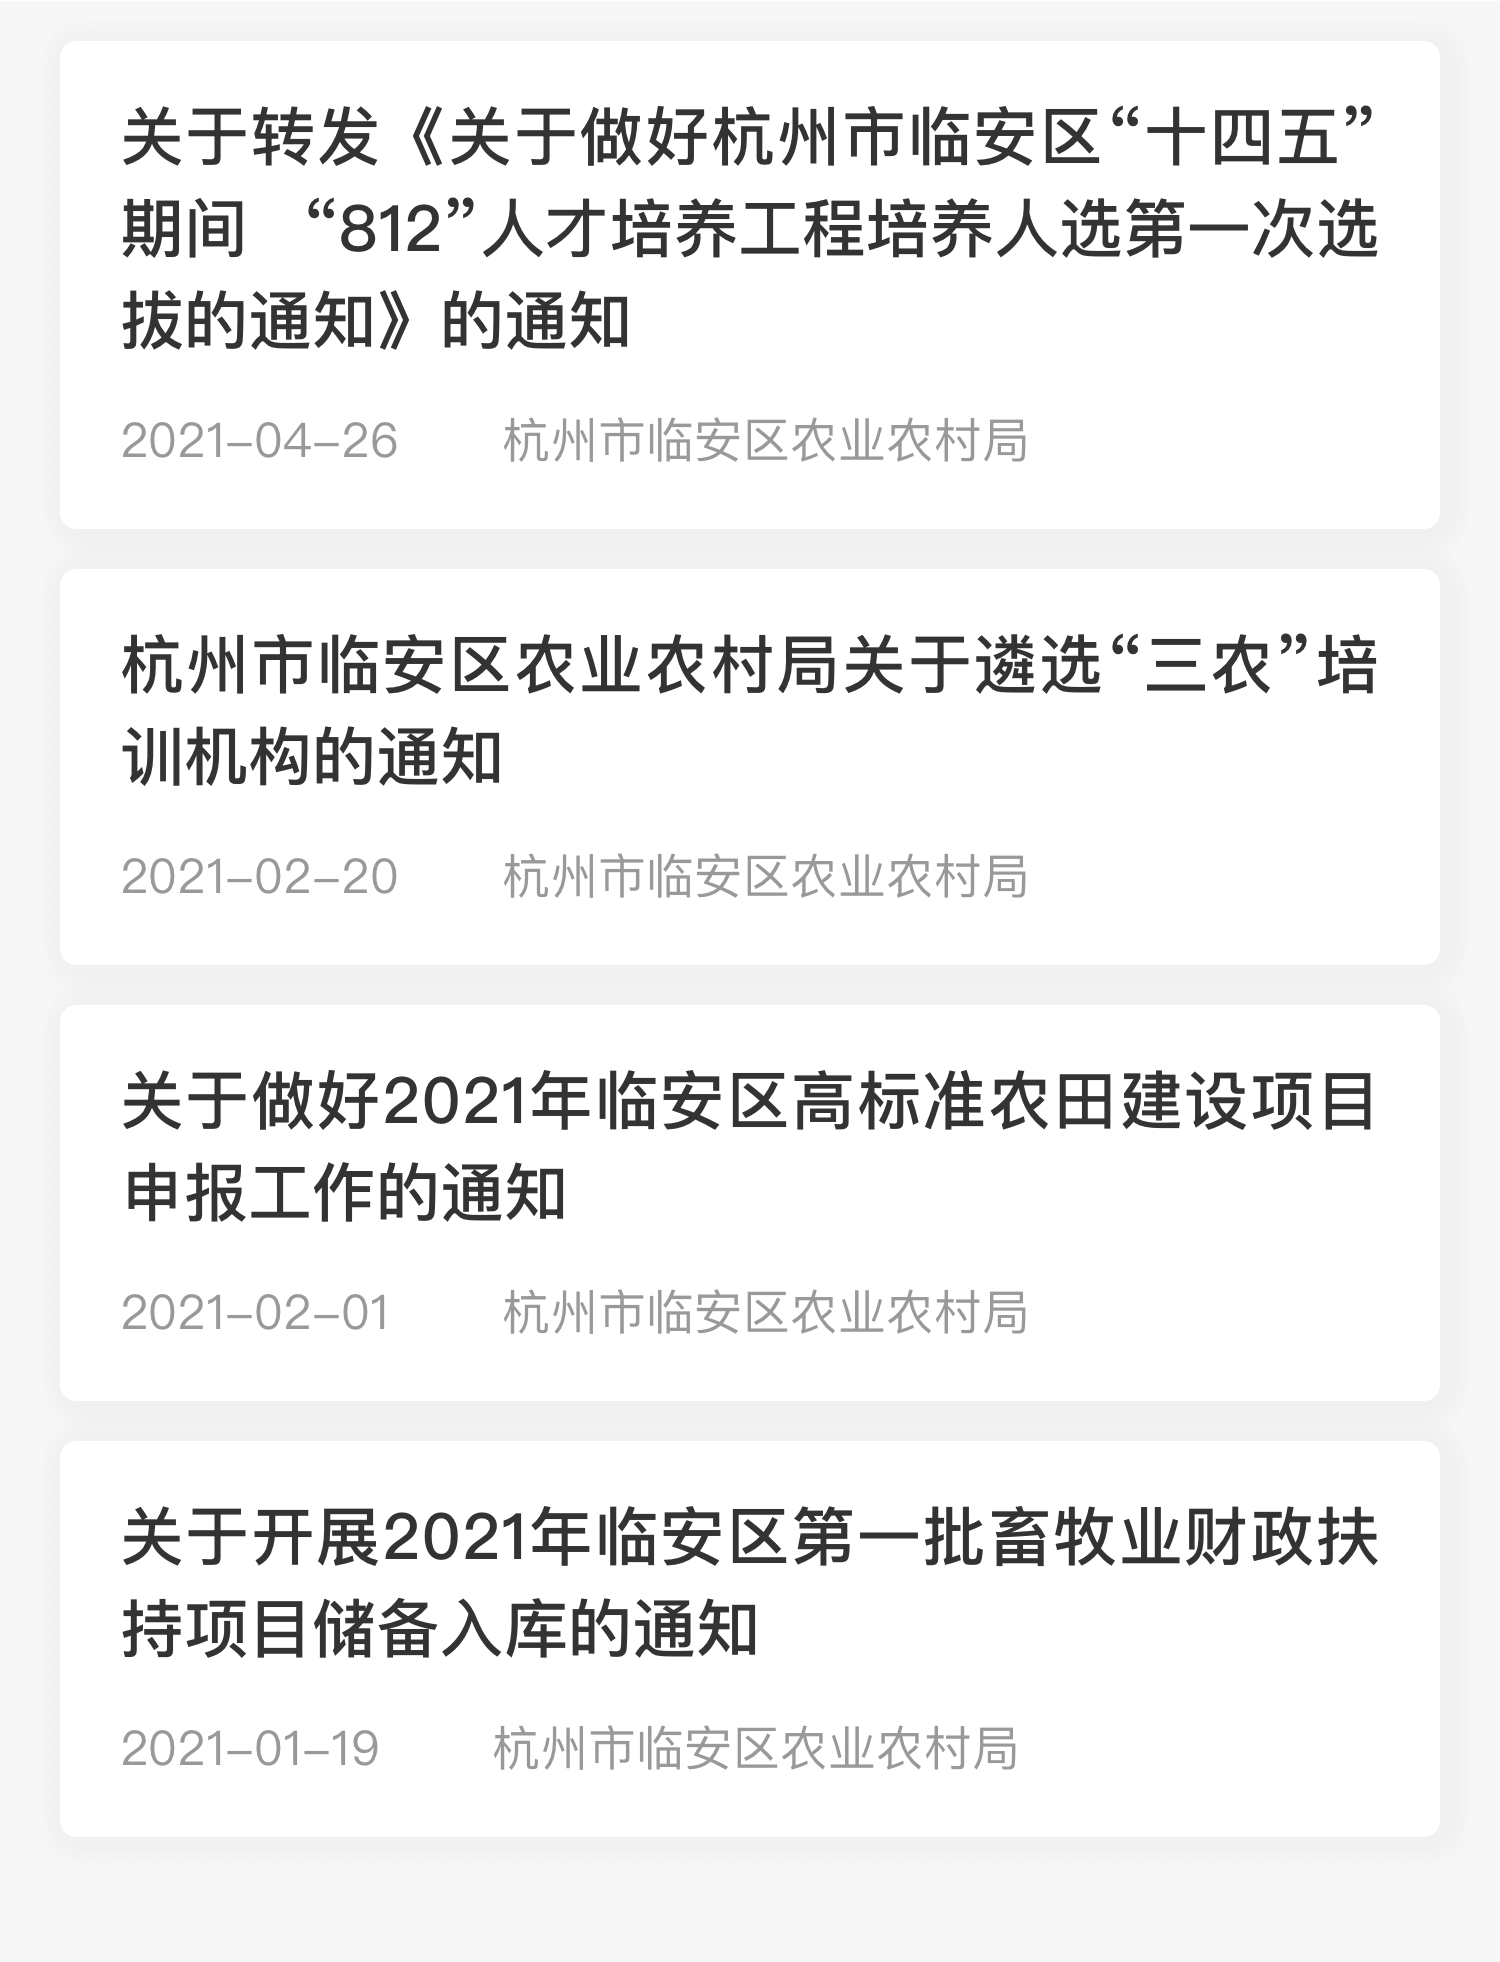 关于转发《关于做好杭州市临安区“十四五”
期间　“812”人才培养工程培养人选第一次选
拔的通知》的通知
2021-04-26　杭州市临安区农业农村局
杭州市临安区农业农村局关于遴选“三农”培
训机构的通知
2021-02-20　杭州市临安区农业农村局
关于做好2021年临安区高标准农田建设项目
申报工作的通知
2021-02-01　杭州市临安区农业农村局
关于开展2021年临安区第一批畜牧业财政扶
持项目储备入库的通知
2021-01-19　杭州市临安区农业农村局